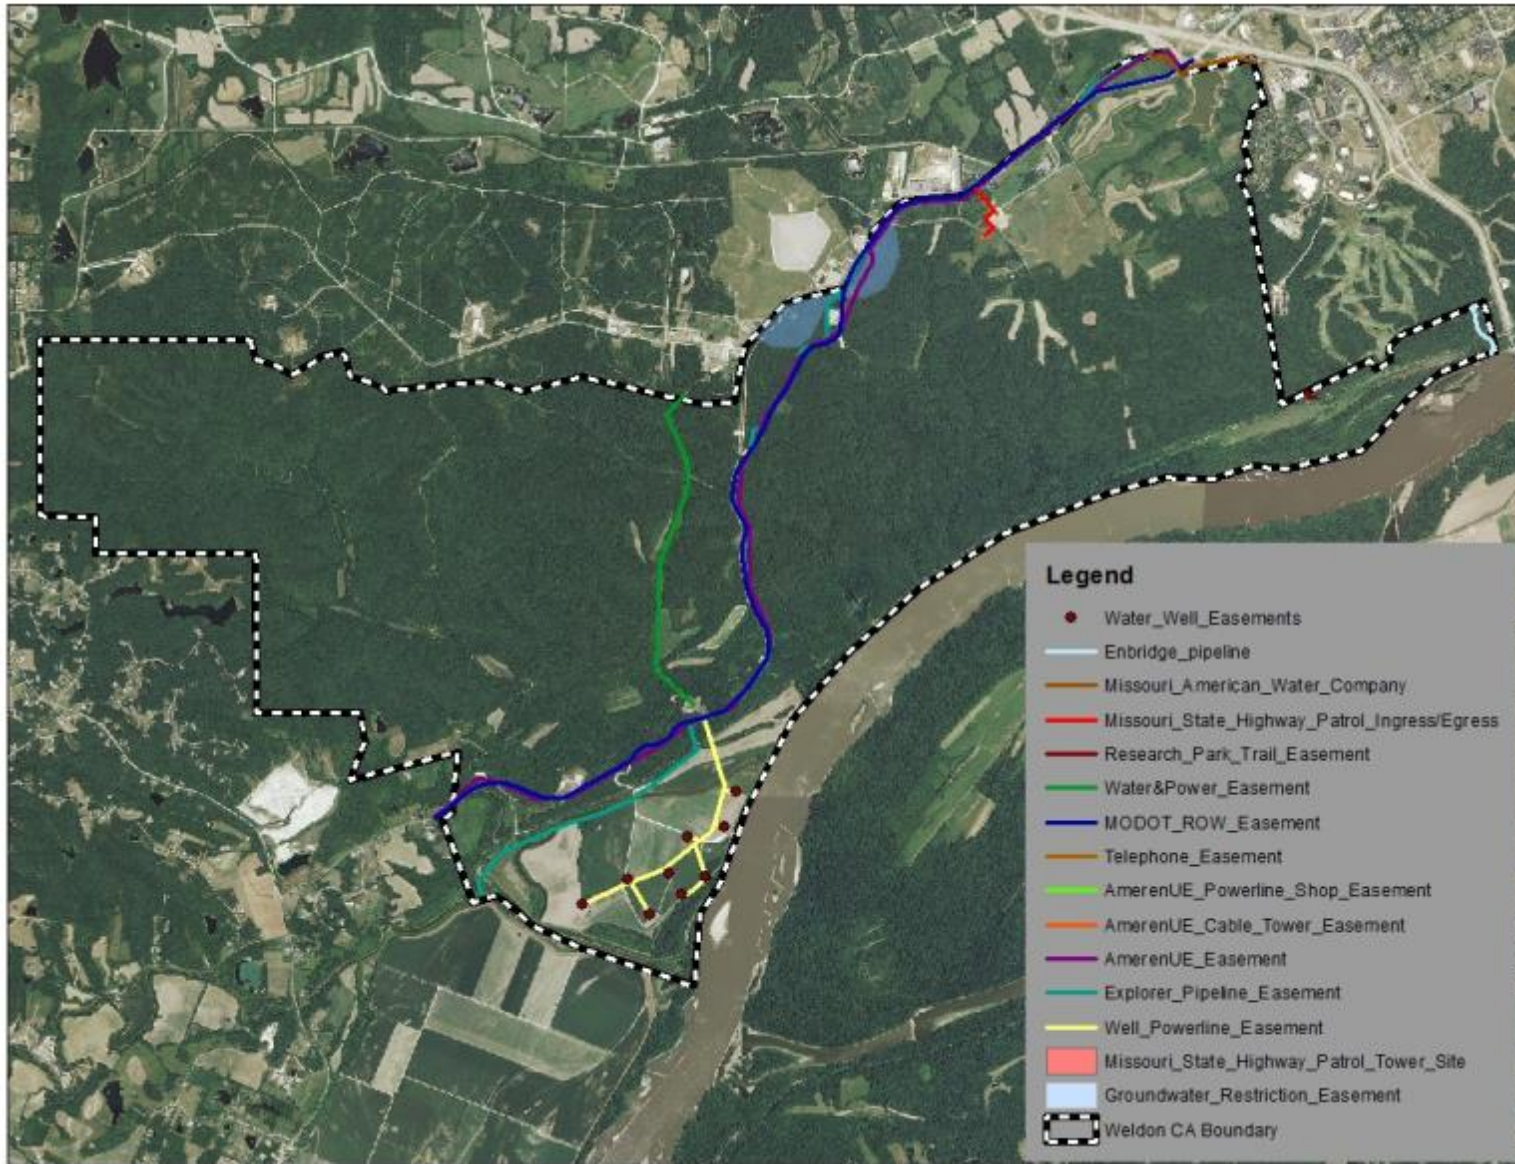 Legend
Water_Well_Easements
Enbridge_pipeline
Missouri_American_Water_Company
Missouri_State_Highway_Patrol_Ingress/Egress
Research_Park_Trail_Easement
Water&Power_Easement
MODOT_ROW_Easement
Telephone_Easement
AmerenUE_Powerline_Shop_Easement
AmerenUE_Cable_Tower_Easement
AmerenUE_Easement
Explorer_Pipeline_Easement
Well_Powerline_Easement
Missouri_State_Highway_Patrol_Tower_Site
Groundwater_Restriction_Easement
Weldon CA Boundary